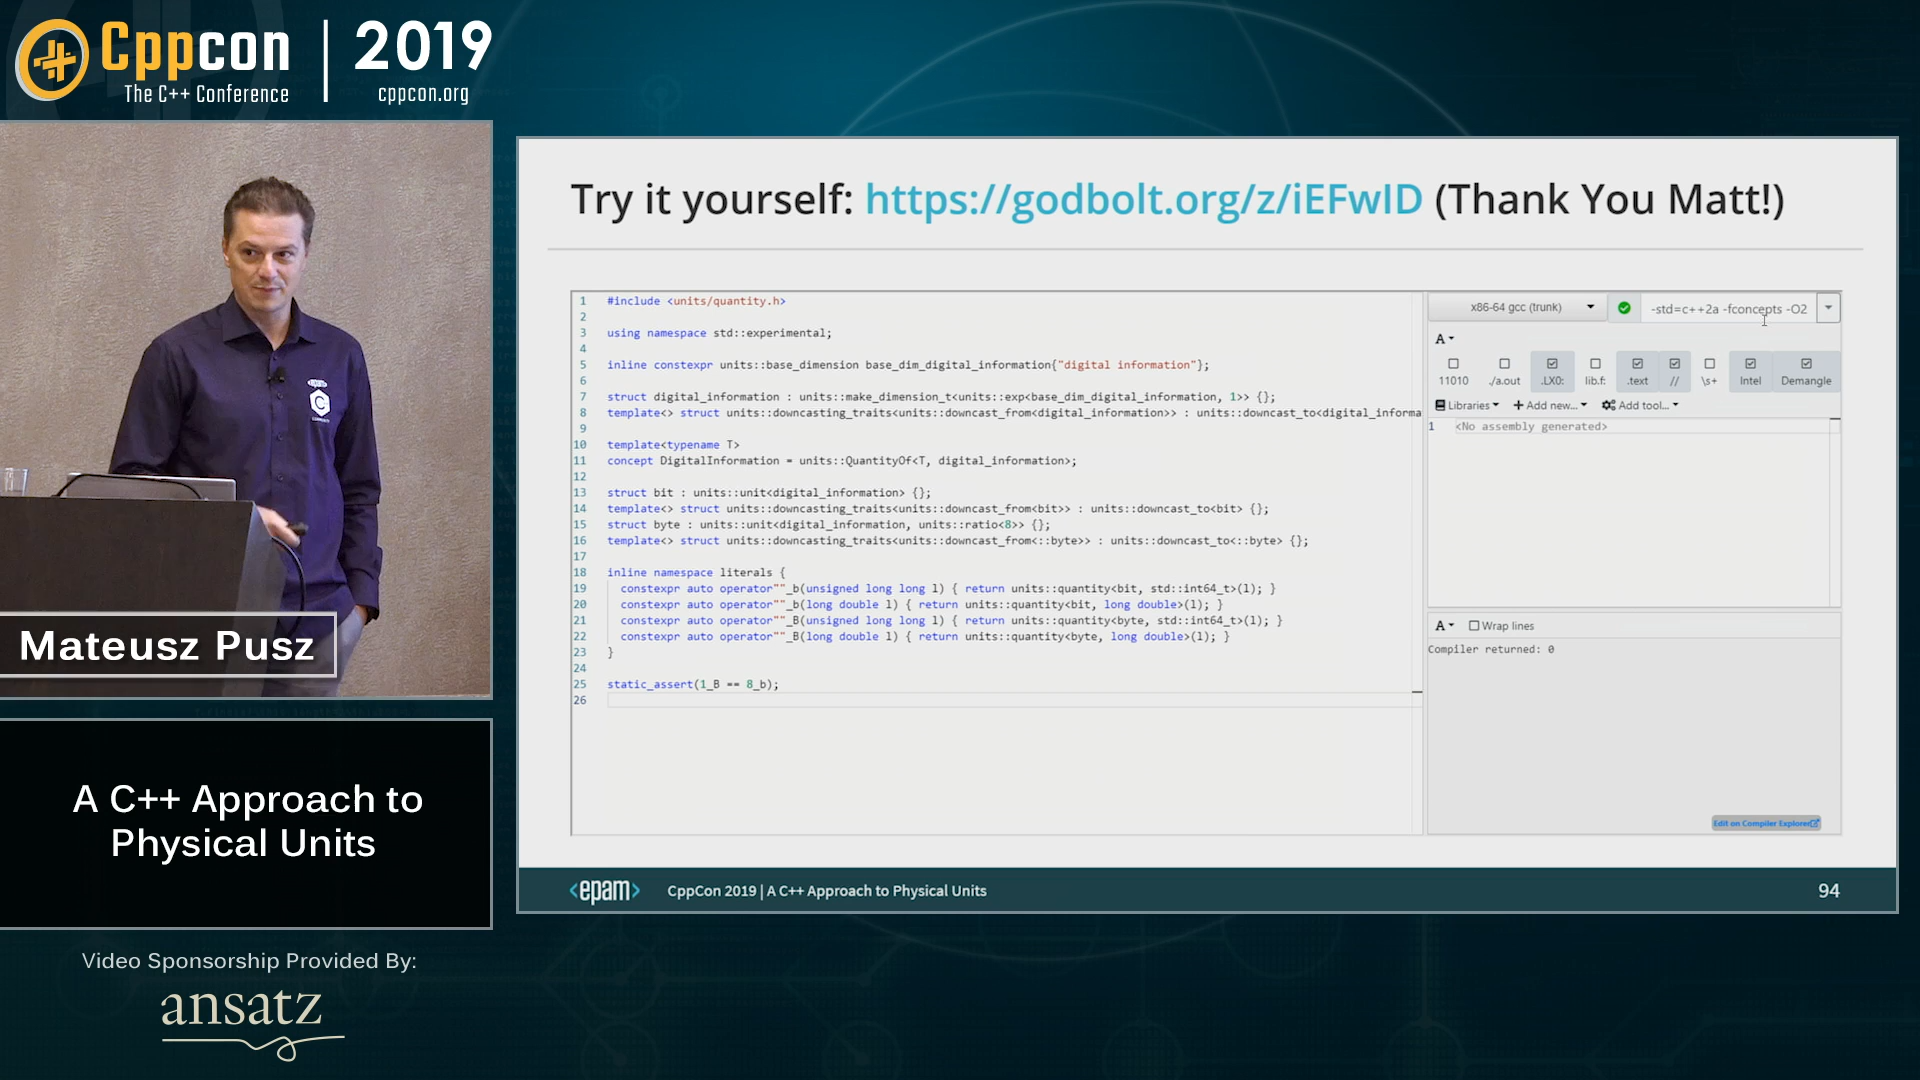 Cppcon
The C++ Conference
2019
cppcon.org
Mateusz Pusz
A C++ Approach to
Physical Units
Video Sponsorship Provided By:
ansatz
Try it yourself: https://godbolt.org/z/iEFwID (Thank You Matt!)
1 #include <units/quantity.h>
2
3 using namespace std::experimental;
4
5 inline constexpr units::base_dimension base_dim_digital_information{"digital information"};
6
7 struct digital_information : units::make_dimension_t<units::exp<base_dim_digital_information, 1>> {};
8 template<> struct units::downcasting_traits<units::downcast_from<digital_information>> : units::downcast_to<digital_informa
9
10 template<typename T>
11 concept DigitalInformation = units::QuantityOf<T, digital_information>;
12
13 struct bit : units::unit<digital_information> {};
14 template<> struct units::downcasting_traits<units::downcast_from<bit>> : units::downcast_to<bit> {};
15 struct byte : units::unit<digital_information, units::ratio<8>> {};
16 template<> struct units::downcasting_traits<units::downcast_from<::byte>> : units::downcast_to<::byte> {};
17
18 inline namespace literals {
19 constexpr auto operator""_b(unsigned long long l) { return units::quantity<bit, std::int64_t>(l); }
20 constexpr auto operator""_b(long double l) { return units::quantity<bit, long double>(l); }
21 constexpr auto operator""_B(unsigned long long l) { return units::quantity<byte, std::int64_t>(l); }
22 constexpr auto operator""_B(long double l) { return units::quantity<byte, long double>(l); }
23 }
24
25 static_assert(1_B == 8_b);
26
x86-64 gcc (trunk) -std=c++2a -fconcepts -O2
A
11010 ./a.out .LX0: lib.f: .text // \s+ Intel Demangle
Libraries + Add new... Add tool...
1 <No assembly generated>
A Wrap lines
Compiler returned: 0
Edit on Compiler Explorer
<epam> CppCon 2019 | A C++ Approach to Physical Units 94